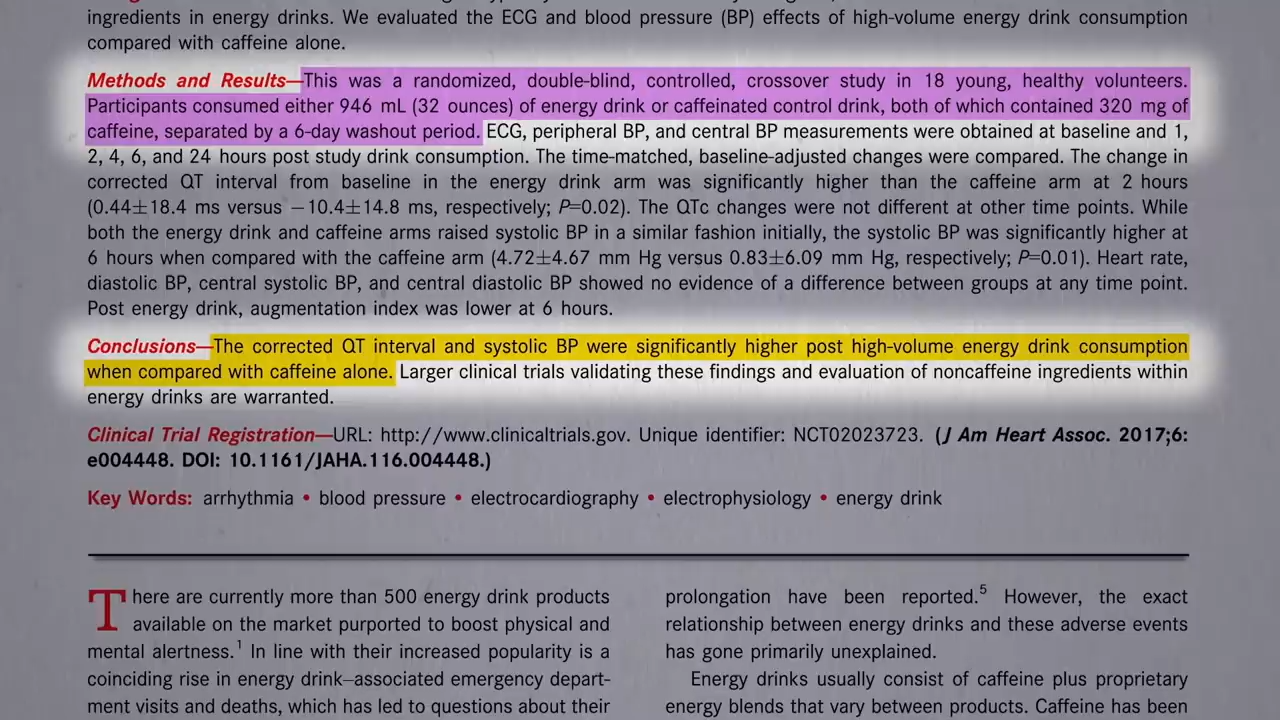 ingredients in energy drinks. We evaluated the ECG and blood pressure (BP) effects of high-volume energy drink consumption
compared with caffeine alone.
Methods and Results—This was a randomized, double-blind, controlled, crossover study in 18 young, healthy volunteers.
Participants consumed either 946 mL (32 ounces) of energy drink or caffeinated control drink, both of which contained 320 mg of
caffeine, separated by a 6-day washout period. ECG, peripheral BP, and central BP measurements were obtained at baseline and 1,
2, 4, 6, and 24 hours post study drink consumption. The time-matched, baseline-adjusted changes were compared. The change in
corrected QT interval from baseline in the energy drink arm was significantly higher than the caffeine arm at 2 hours
(0.44±18.4 ms versus −10.4±14.8 ms, respectively; P=0.02). The QTc changes were not different at other time points. While
both the energy drink and caffeine arms raised systolic BP in a similar fashion initially, the systolic BP was significantly higher at
6 hours when compared with the caffeine arm (4.72±4.67 mm Hg versus 0.83±6.09 mm Hg, respectively; P=0.01). Heart rate,
diastolic BP, central systolic BP, and central diastolic BP showed no evidence of a difference between groups at any time point.
Post energy drink, augmentation index was lower at 6 hours.
Conclusions—The corrected QT interval and systolic BP were significantly higher post high-volume energy drink consumption
when compared with caffeine alone. Larger clinical trials validating these findings and evaluation of noncaffeine ingredients within
energy drinks are warranted.
Clinical Trial Registration—URL: http://www.clinicaltrials.gov. Unique identifier: NCT02023723. (J Am Heart Assoc. 2017;6:
e004448. DOI: 10.1161/JAHA.116.004448.)
Key Words: arrhythmia • blood pressure • electrocardiography • electrophysiology • energy drink
There are currently more than 500 energy drink products
available on the market purported to boost physical and
mental alertness.1 In line with their increased popularity is a
coinciding rise in energy drink–associated emergency depart-
ment visits and deaths, which has led to questions about their
prolongation have been reported.5 However, the exact
relationship between energy drinks and these adverse events
has gone primarily unexplained.
Energy drinks usually consist of caffeine plus proprietary
energy blends that vary between products. Caffeine has been